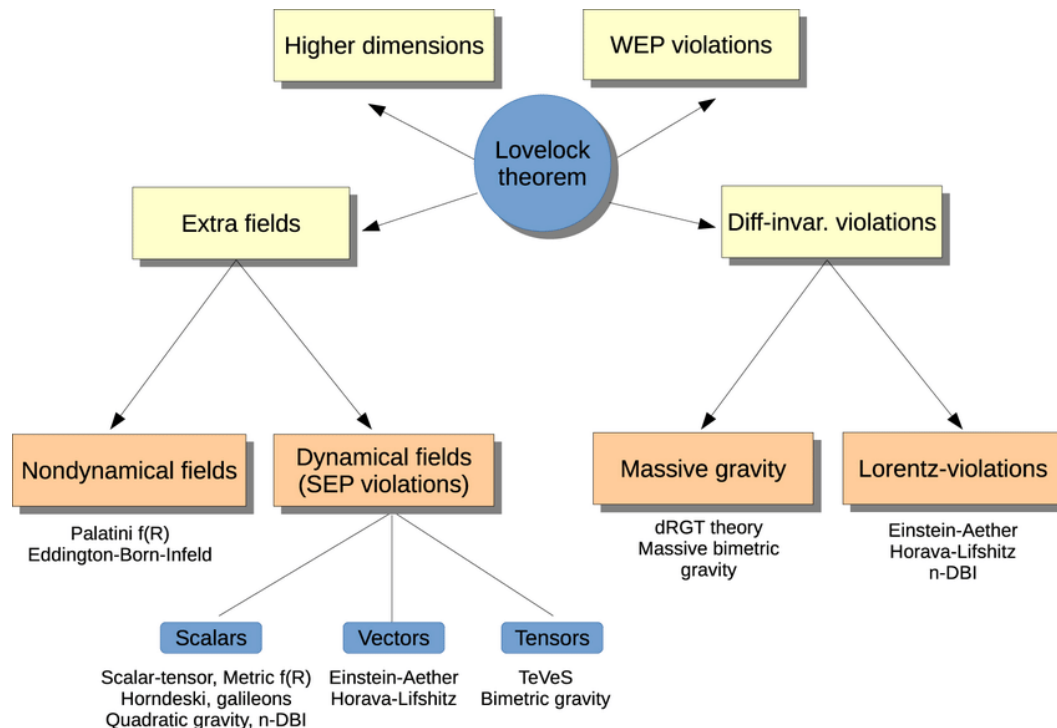 Higher dimensions
WEP violations
Lovelock
theorem
Extra fields
Diff-invar. violations
Nondynamical fields
Dynamical fields
(SEP violations)
Massive gravity
Lorentz-violations
Palatini f(R)
Eddington-Born-Infeld
dRGT theory
Massive bimetric
gravity
Einstein-Aether
Horava-Lifshitz
n-DBI
Scalars
Vectors
Tensors
Scalar-tensor, Metric f(R)
Horndeski, galileons
Quadratic gravity, n-DBI
Einstein-Aether
Horava-Lifshitz
TeVeS
Bimetric gravity